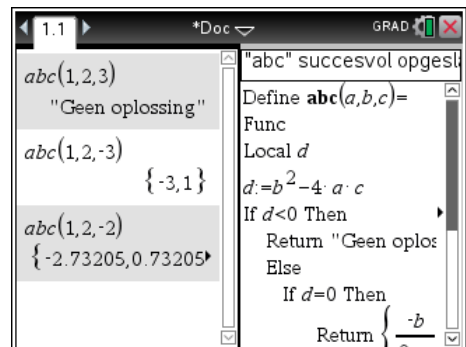 1.1 *Doc GRAD
abc(1,2,3)
"Geen oplossing"
abc(1,2,-3)
{-3,1}
abc(1,2,-2)
{-2.73205,0.73205
"abc" succesvol opgesla
Define abc(a,b,c)=
Func
Local d
d:=b²-4·a·c
If d<0 Then
Return "Geen oplos
Else
If d=0 Then
Return { -b